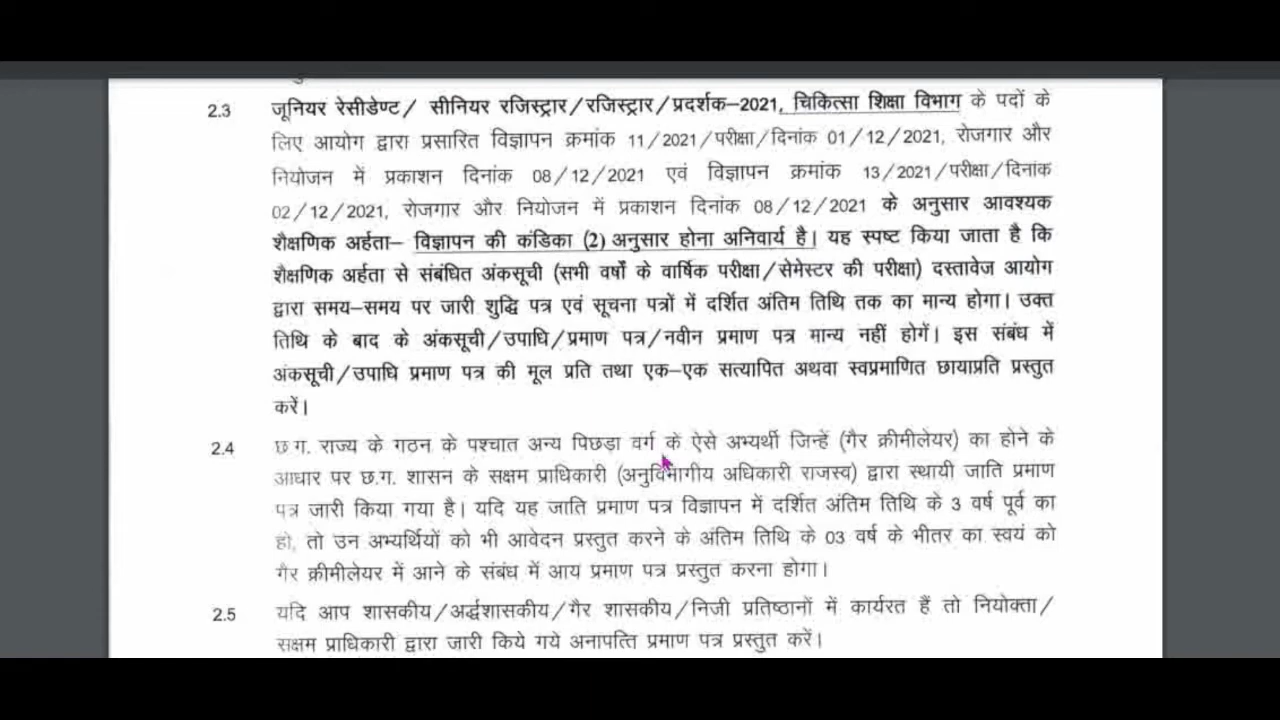 2.3 जूनियर रेसीडेण्ट/ सीनियर रजिस्ट्रार/रजिस्ट्रार/प्रदर्शक–2021, चिकित्सा शिक्षा विभाग के पदों के
लिए आयोग द्वारा प्रसारित विज्ञापन क्रमांक 11/2021/परीक्षा/दिनांक 01/12/2021, रोजगार और
नियोजन में प्रकाशन दिनांक 08/12/2021 एवं विज्ञापन क्रमांक 13/2021/परीक्षा/दिनांक
02/12/2021, रोजगार और नियोजन में प्रकाशन दिनांक 08/12/2021 के अनुसार आवश्यक
शैक्षणिक अर्हता– विज्ञापन की कंडिका (2) अनुसार होना अनिवार्य है। यह स्पष्ट किया जाता है कि
शैक्षणिक अर्हता से संबंधित अंकसूची (सभी वर्षों के वार्षिक परीक्षा/सेमेस्टर की परीक्षा) दस्तावेज आयोग
द्वारा समय–समय पर जारी शुद्धि पत्र एवं सूचना पत्रों में दर्शित अंतिम तिथि तक का मान्य होगा। उक्त
तिथि के बाद के अंकसूची/उपाधि/प्रमाण पत्र/नवीन प्रमाण पत्र मान्य नहीं होगें। इस संबंध में
अंकसूची/उपाधि प्रमाण पत्र की मूल प्रति तथा एक–एक सत्यापित अथवा स्वप्रमाणित छायाप्रति प्रस्तुत
करें।
2.4 छ.ग. राज्य के गठन के पश्चात अन्य पिछड़ा वर्ग के ऐसे अभ्यर्थी जिन्हें (गैर क्रीमीलेयर) का होने के
आधार पर छ.ग. शासन के सक्षम प्राधिकारी (अनुविभागीय अधिकारी राजस्व) द्वारा स्थायी जाति प्रमाण
पत्र जारी किया गया है। यदि यह जाति प्रमाण पत्र विज्ञापन में दर्शित अंतिम तिथि के 3 वर्ष पूर्व का
हो, तो उन अभ्यर्थियों को भी आवेदन प्रस्तुत करने के अंतिम तिथि के 03 वर्ष के भीतर का स्वयं को
गैर क्रीमीलेयर में आने के संबंध में आय प्रमाण पत्र प्रस्तुत करना होगा।
2.5 यदि आप शासकीय/अर्द्धशासकीय/गैर शासकीय/निजी प्रतिष्ठानों में कार्यरत हैं तो नियोक्ता/
सक्षम प्राधिकारी द्वारा जारी किये गये अनापत्ति प्रमाण पत्र प्रस्तुत करें।